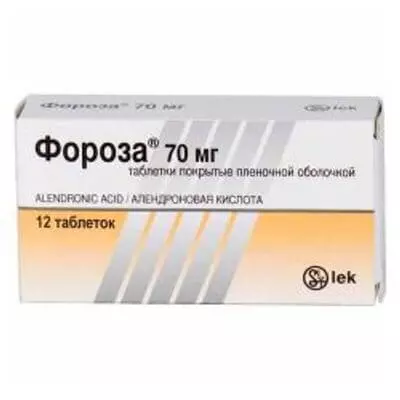 Фороза® 70 мг
lek
Фороза® 70 мг
таблетки покрытые пленочной оболочкой
ALENDRONIC ACID / АЛЕНДРОНОВАЯ КИСЛОТА
12 таблеток
lek